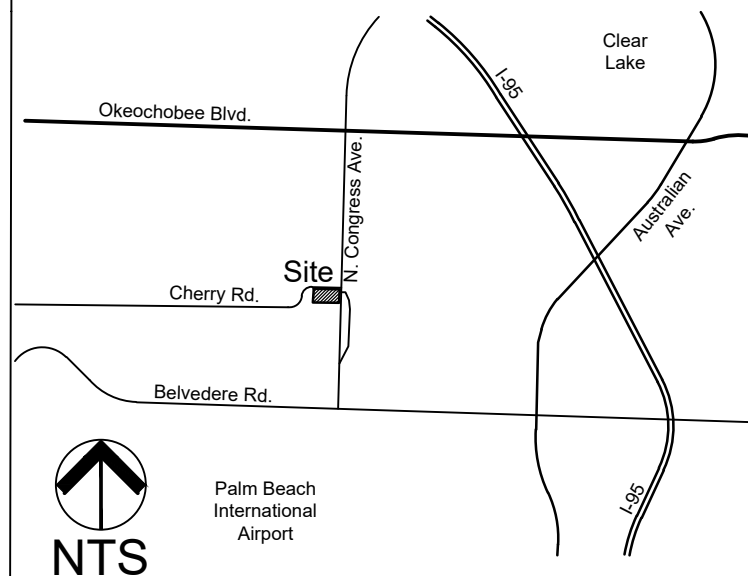 Clear
Lake
I-95
Okeochobee Blvd.
N. Congress Ave.
Australian
Ave.
Site
Cherry Rd.
Belvedere Rd.
Palm Beach
International
Airport
I-95
NTS